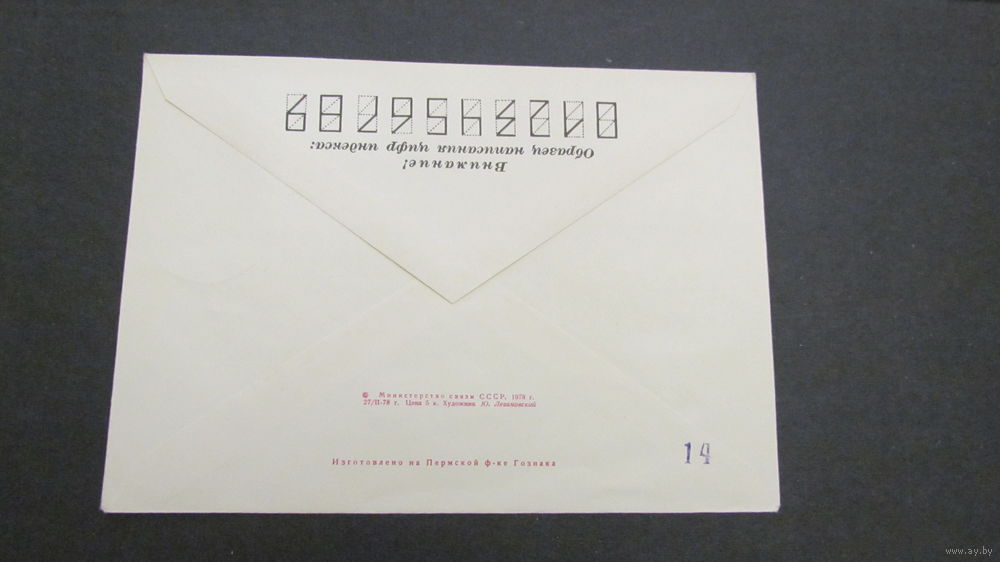 Внимание!
Образец написания цифр индекса:
0123456789
© Министерство связи СССР, 1978 г.
27/II-78 г. Цена 5 к. Художник Ю. Левиновский
Изготовлено на Пермской ф-ке Гознака
14
www.ay.by